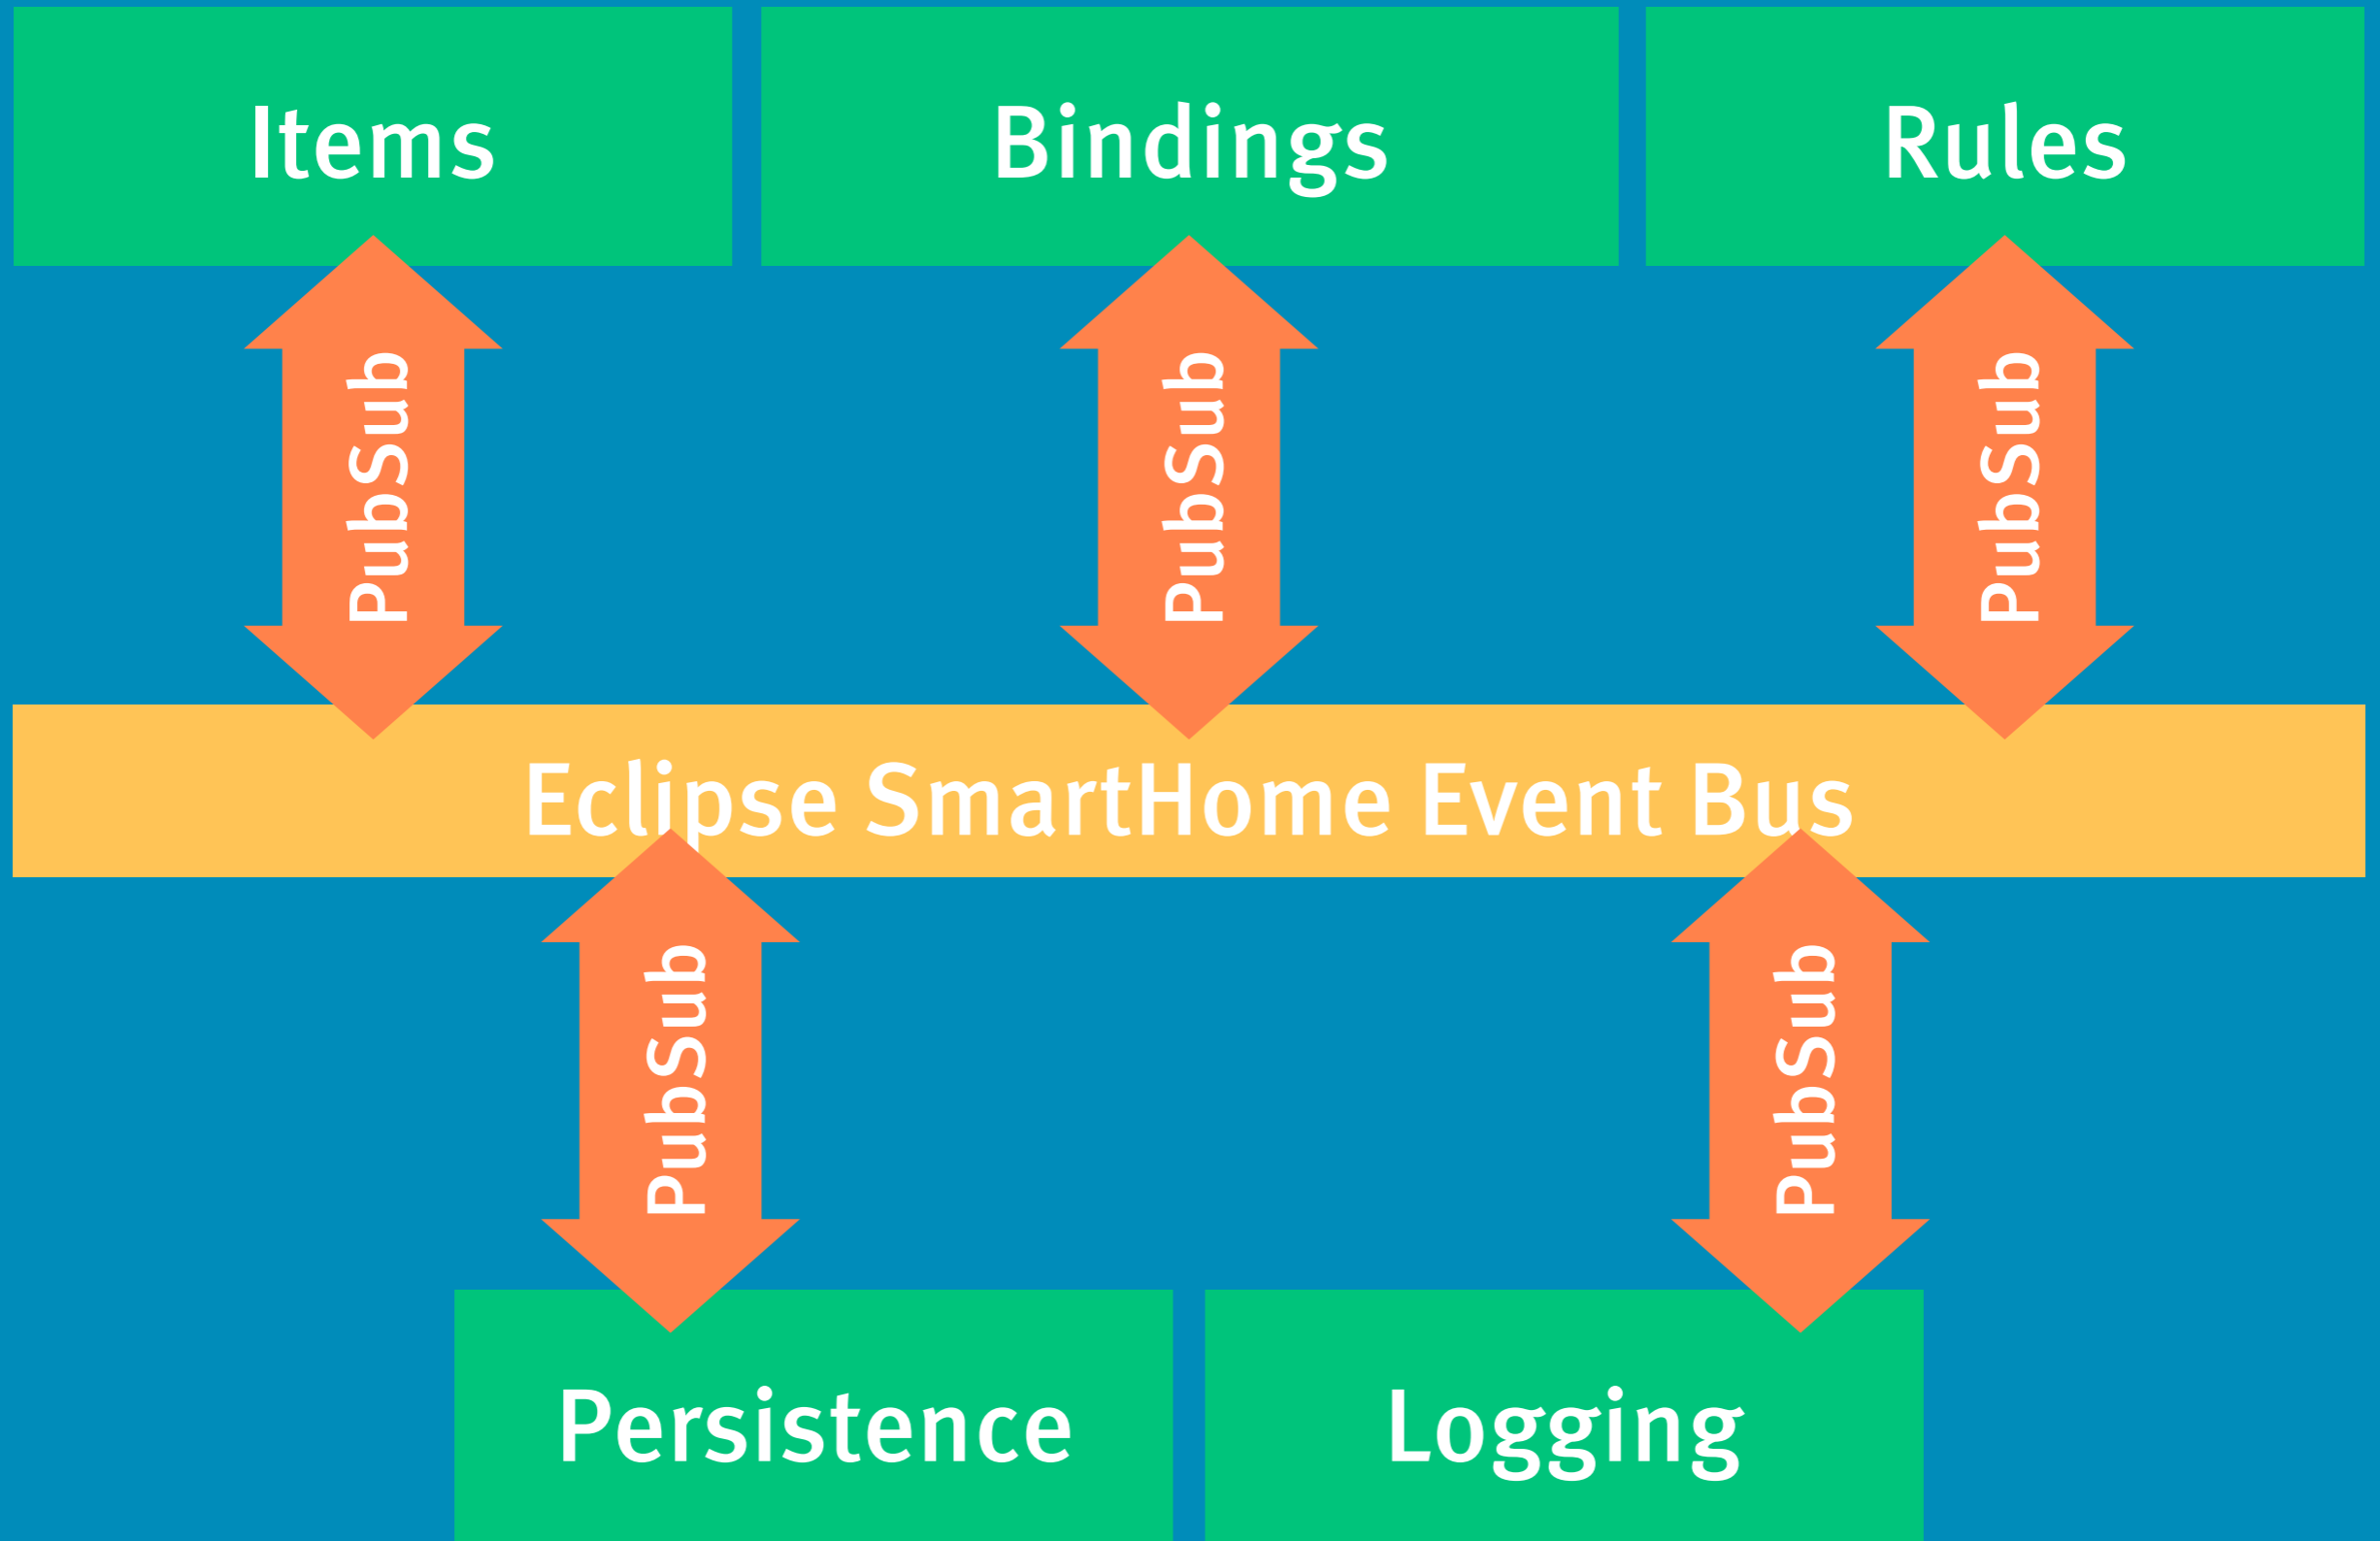 Items
Bindings
Rules
PubSub
PubSub
PubSub
Eclipse SmartHome Event Bus
PubSub
PubSub
Persistence
Logging